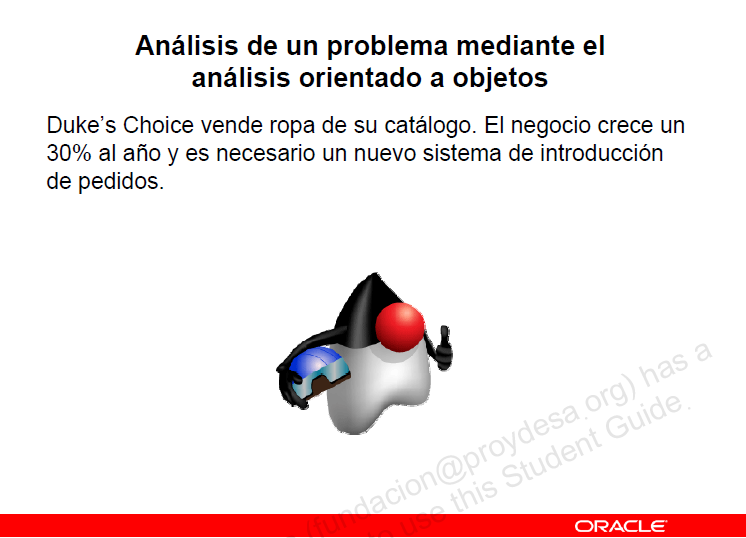 Análisis de un problema mediante el
análisis orientado a objetos
Duke’s Choice vende ropa de su catálogo. El negocio crece un
30% al año y es necesario un nuevo sistema de introducción
de pedidos.
(fundacion@proydesa.org) has a
use this Student Guide.
ORACLE